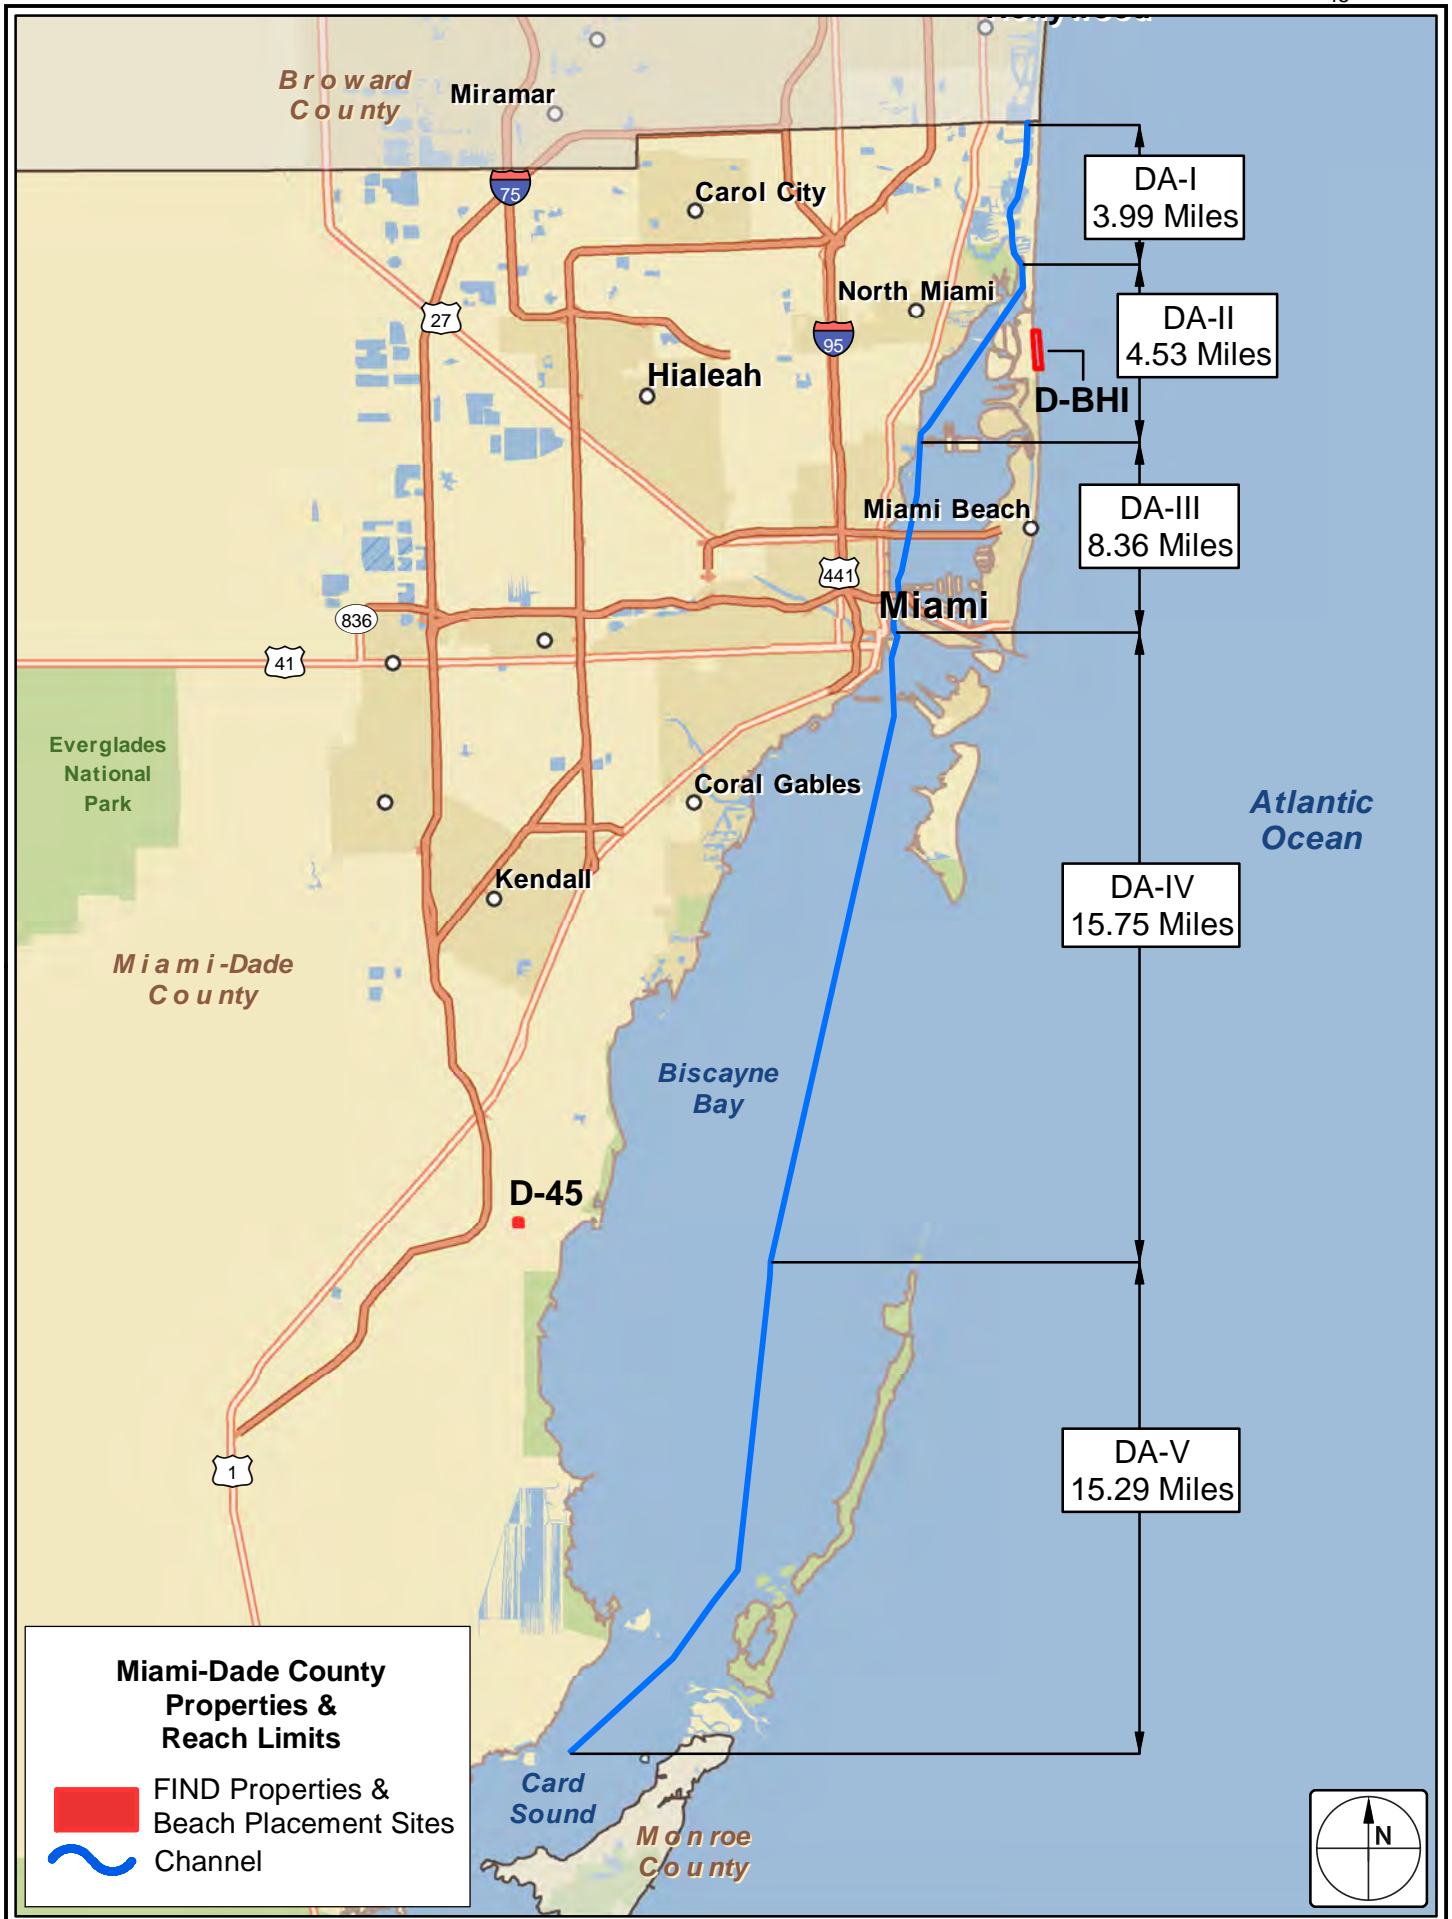 Broward
County
Miramar
75
Carol City
DA-I
3.99 Miles
North Miami
27
95
DA-II
4.53 Miles
Hialeah
D-BHI
Miami Beach
DA-III
8.36 Miles
441
Miami
836
41
Everglades
National
Park
Coral Gables
Atlantic
Ocean
Kendall
DA-IV
15.75 Miles
Miami-Dade
County
Biscayne
Bay
D-45
DA-V
15.29 Miles
1
Miami-Dade County
Properties &
Reach Limits
FIND Properties &
Beach Placement Sites
Channel
Card
Sound
Monroe
County
N